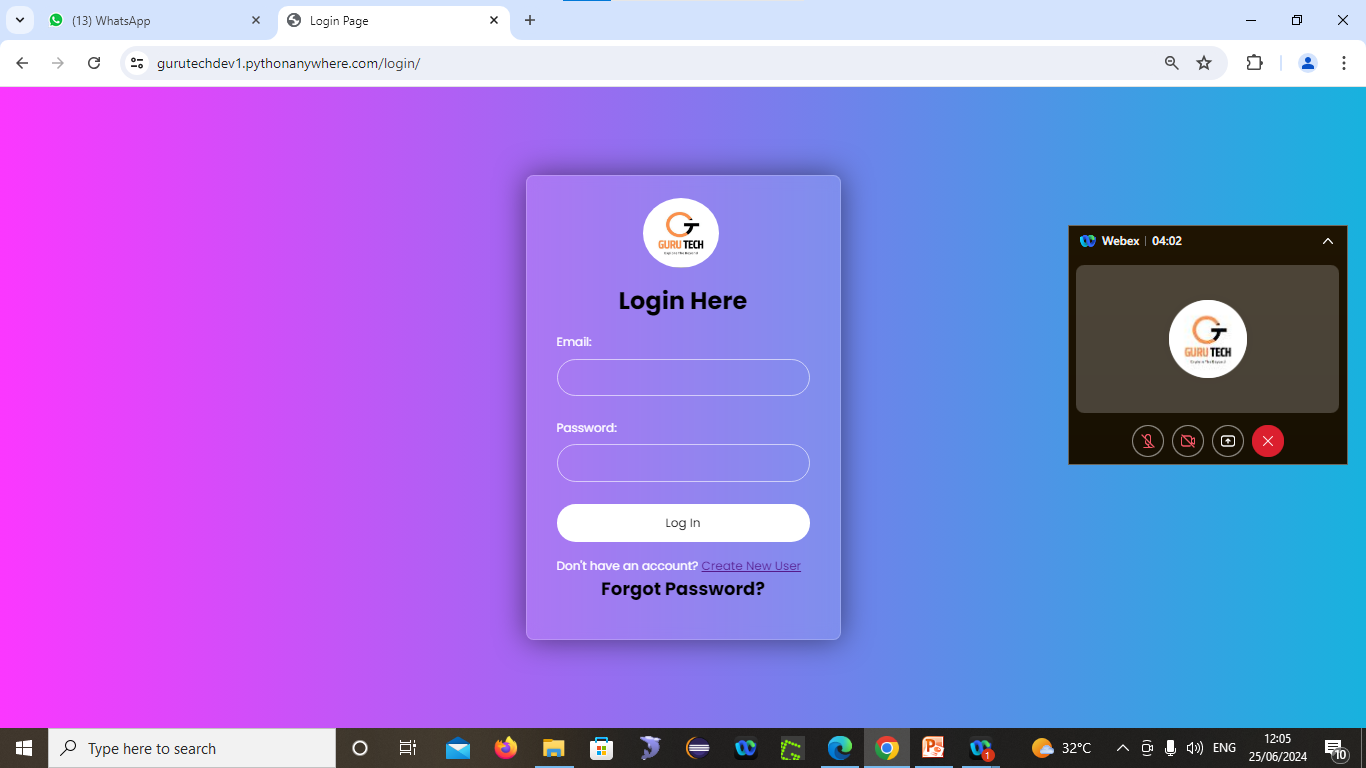 (13) WhatsApp
Login Page
gurutechdev1.pythonanywhere.com/login/
GURU TECH
Login Here
Email:
Password:
Log In
Don't have an account? Create New User
Forgot Password?
Webex | 04:02
GURU TECH
Type here to search
1
32°C
ENG
12:05
25/06/2024
10